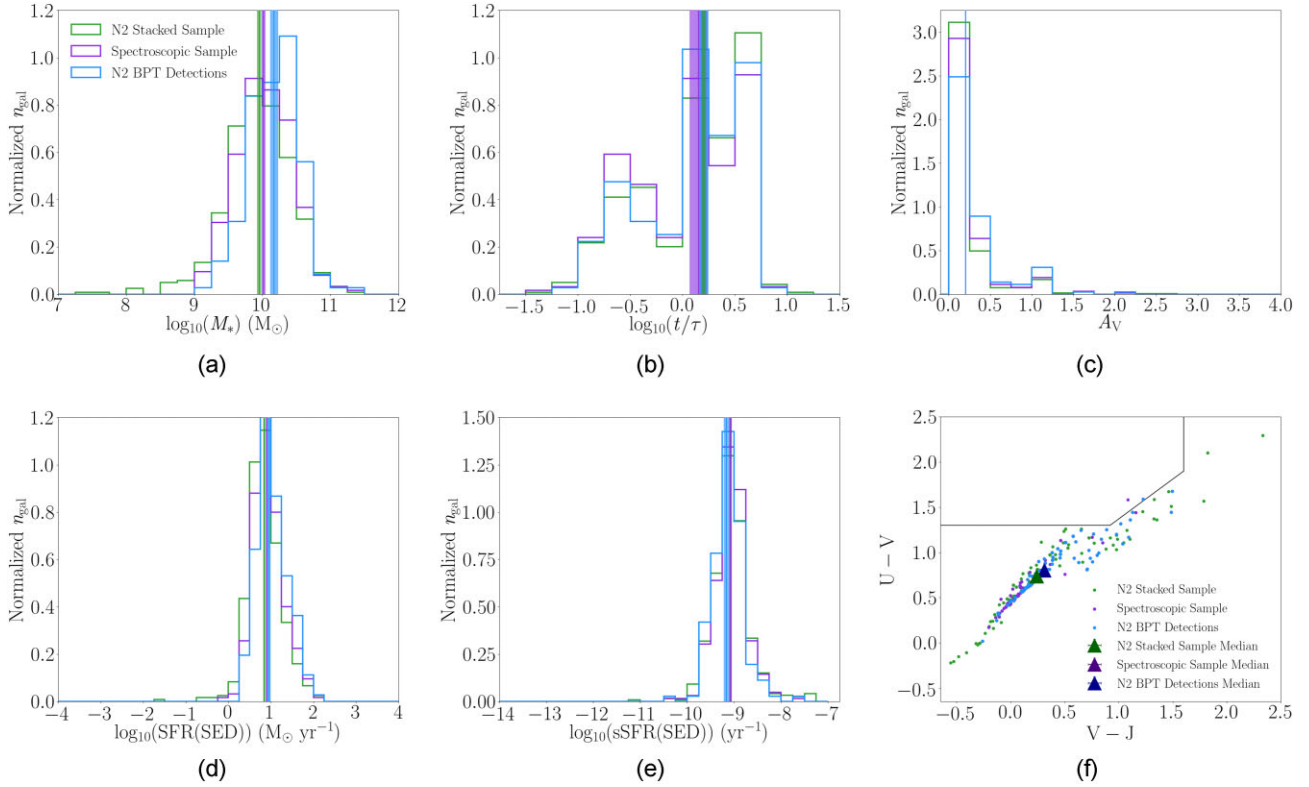 N2 Stacked Sample
Spectroscopic Sample
N2 BPT Detections
Normalized n_gal
0.0 0.2 0.4 0.6 0.8 1.0 1.2
7 8 9 10 11 12
log₁₀(M_*) (M_⊙)
(a)
Normalized n_gal
0.0 0.2 0.4 0.6 0.8 1.0 1.2
−1.5 −1.0 −0.5 0.0 0.5 1.0 1.5
log₁₀(t/τ)
(b)
Normalized n_gal
0.0 0.5 1.0 1.5 2.0 2.5 3.0
0.0 0.5 1.0 1.5 2.0 2.5 3.0 3.5 4.0
A_V
(c)
Normalized n_gal
0.0 0.2 0.4 0.6 0.8 1.0 1.2
−4 −3 −2 −1 0 1 2 3 4
log₁₀(SFR(SED)) (M_⊙ yr⁻¹)
(d)
Normalized n_gal
0.00 0.25 0.50 0.75 1.00 1.25 1.50
−14 −13 −12 −11 −10 −9 −8 −7
log₁₀(sSFR(SED)) (yr⁻¹)
(e)
U − V
−0.5 0.0 0.5 1.0 1.5 2.0 2.5
N2 Stacked Sample
Spectroscopic Sample
N2 BPT Detections
N2 Stacked Sample Median
Spectroscopic Sample Median
N2 BPT Detections Median
−0.5 0.0 0.5 1.0 1.5 2.0 2.5
V − J
(f)